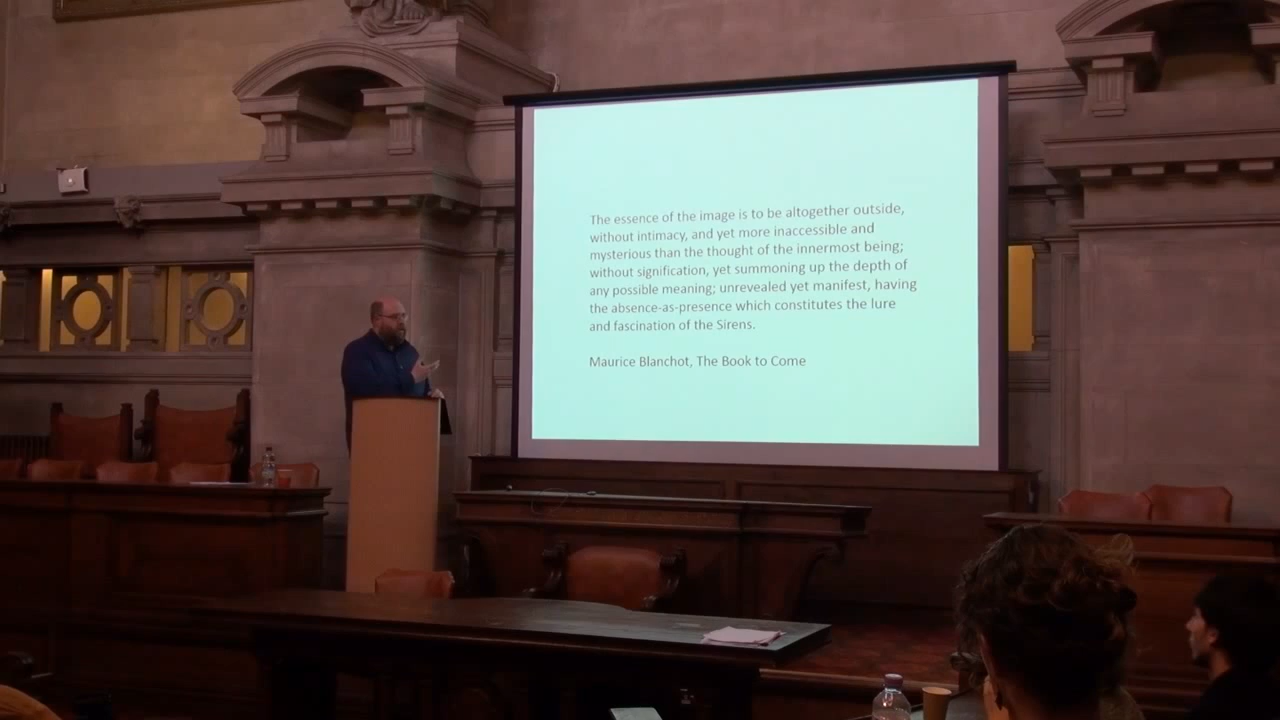 The essence of the image is to be altogether outside,
without intimacy, and yet more inaccessible and
mysterious than the thought of the innermost being;
without signification, yet summoning up the depth of
any possible meaning; unrevealed yet manifest, having
the absence-as-presence which constitutes the lure
and fascination of the Sirens.
Maurice Blanchot, The Book to Come